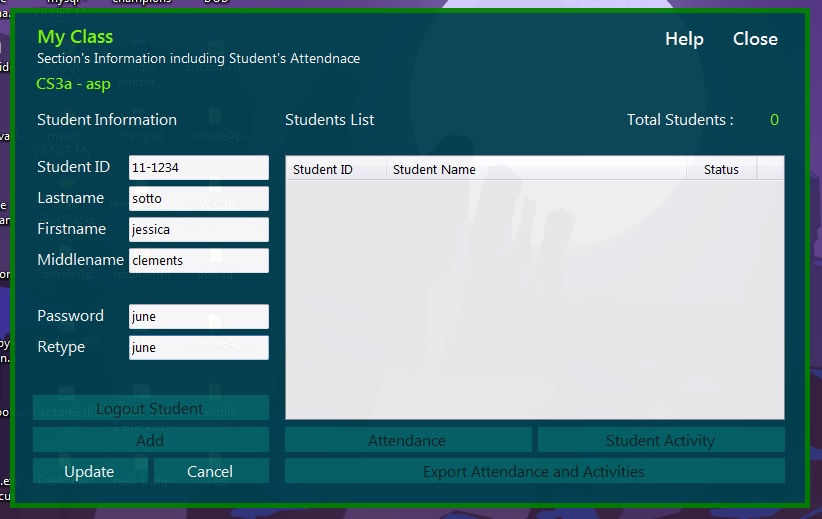 My Class
Help Close
Section's Information including Student's Attendnace
CS3a - asp
Student Information
Students List
Total Students : 0
Student ID 11-1234
Lastname sotto
Firstname jessica
Middlename clements
Password june
Retype june
Student ID Student Name Status
Logout Student
Add
Update Cancel
Attendance Student Activity
Export Attendance and Activities